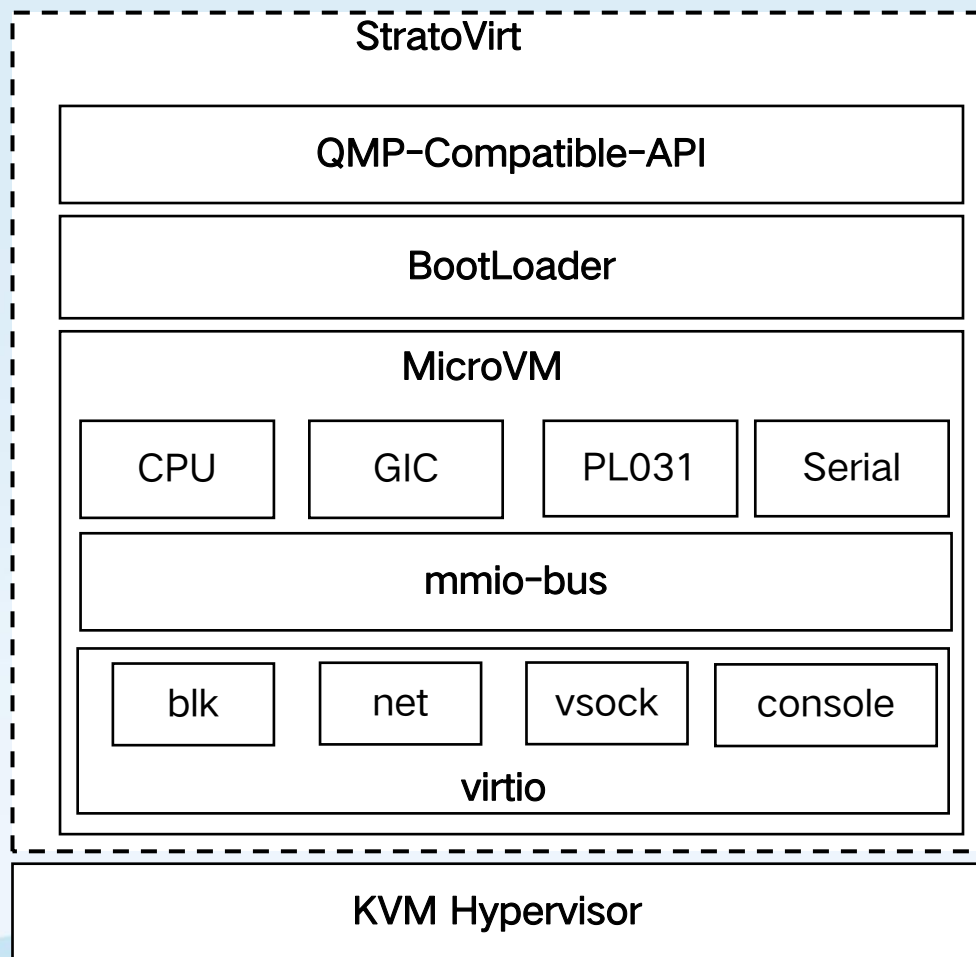 StratoVirt
QMP-Compatible-API
BootLoader
MicroVM
CPU
GIC
PL031
Serial
mmio-bus
blk
net
vsock
console
virtio
KVM Hypervisor